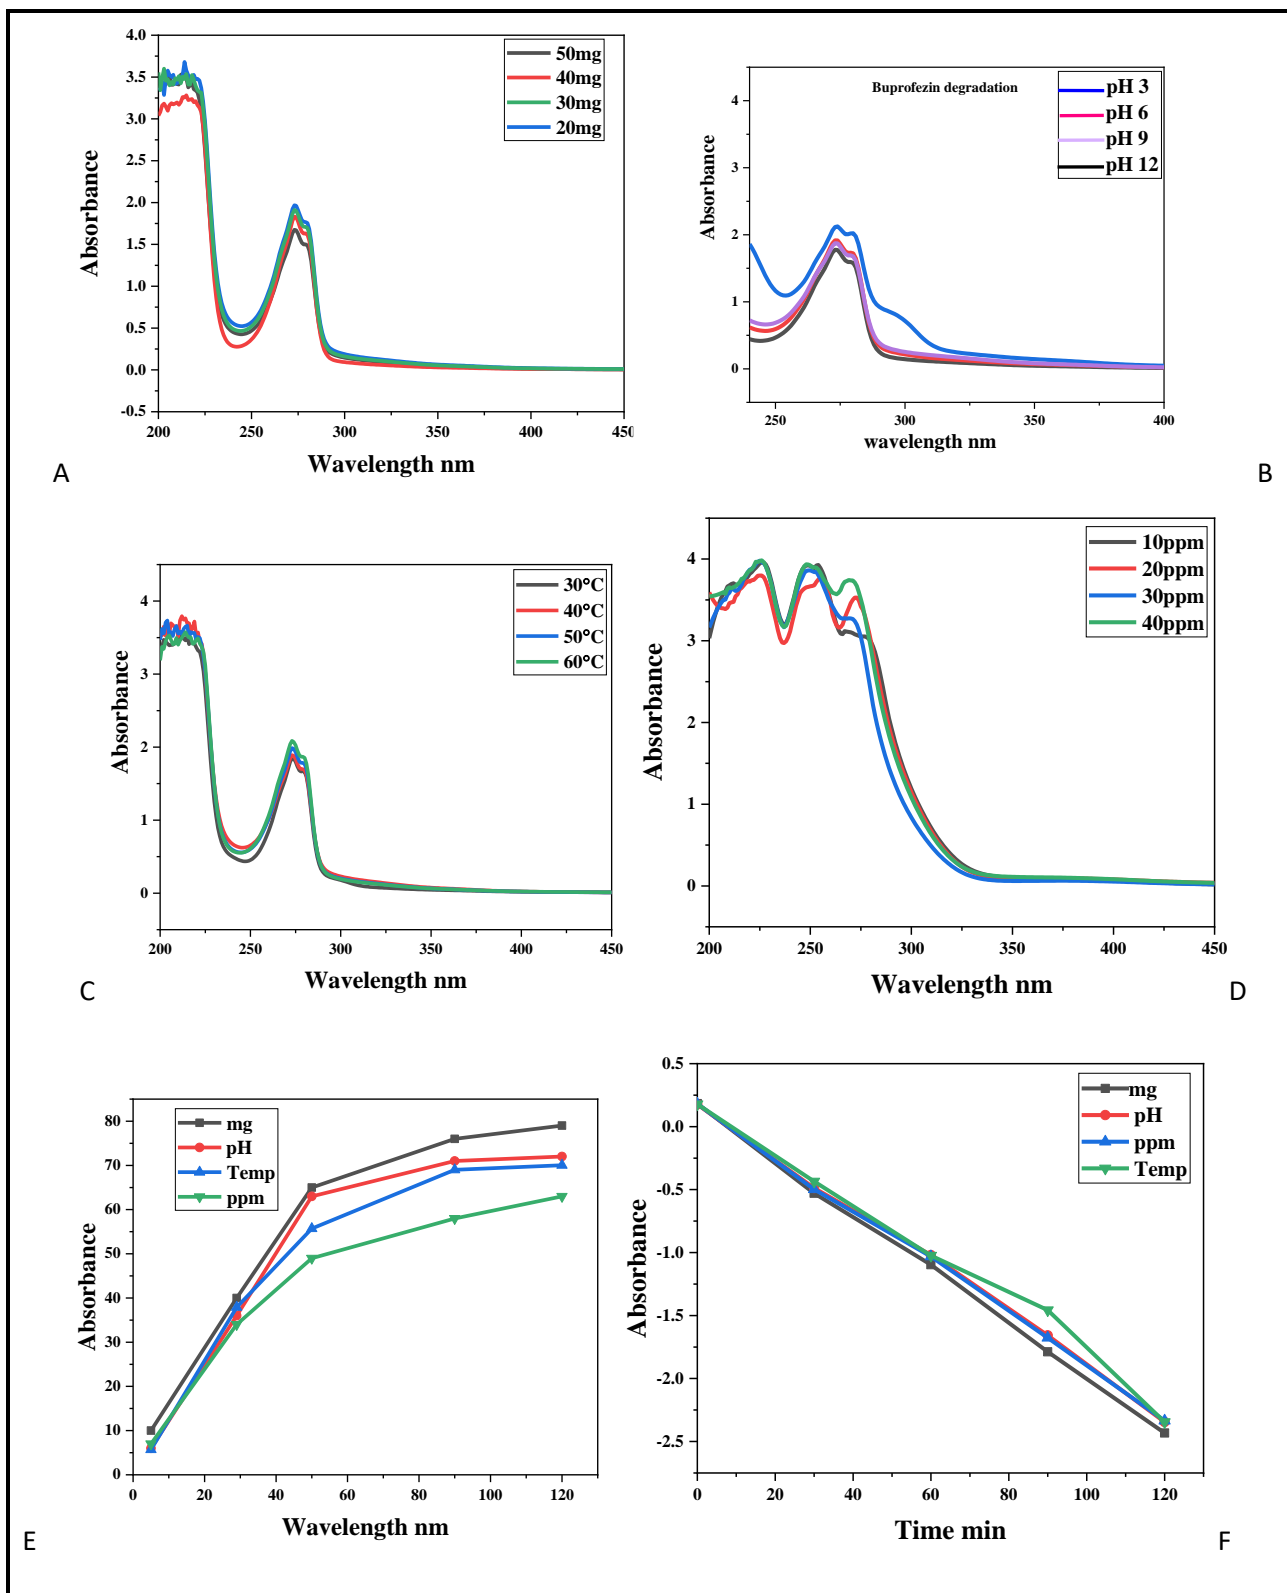 4.0
3.5
3.0
2.5
2.0
1.5
1.0
0.5
0.0
-0.5
200 250 300 350 400 450
Absorbance
Wavelength nm
50mg
40mg
30mg
20mg
A
Buprofezin degradation
4
3
2
1
0
250 300 350 400
Absorbance
wavelength nm
pH 3
pH 6
pH 9
pH 12
B
4
3
2
1
0
200 250 300 350 400 450
Absorbance
Wavelength nm
30°C
40°C
50°C
60°C
C
4
3
2
1
0
200 250 300 350 400 450
Absorbance
Wavelength nm
10ppm
20ppm
30ppm
40ppm
D
80
70
60
50
40
30
20
10
0
0 20 40 60 80 100 120
Absorbance
Wavelength nm
mg
pH
Temp
ppm
E
0.5
0.0
-0.5
-1.0
-1.5
-2.0
-2.5
0 20 40 60 80 100 120
Absorbance
Time min
mg
pH
ppm
Temp
F